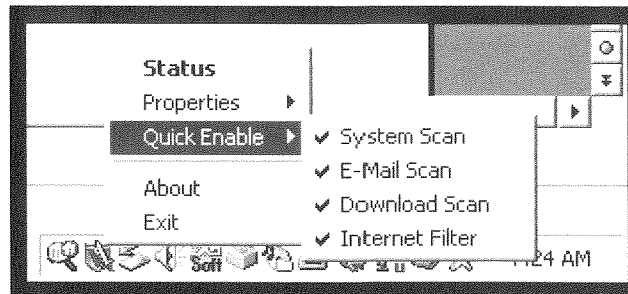 Status
Properties
Quick Enable
System Scan
E-Mail Scan
Download Scan
About
Exit
Internet Filter
Soft
24 AM